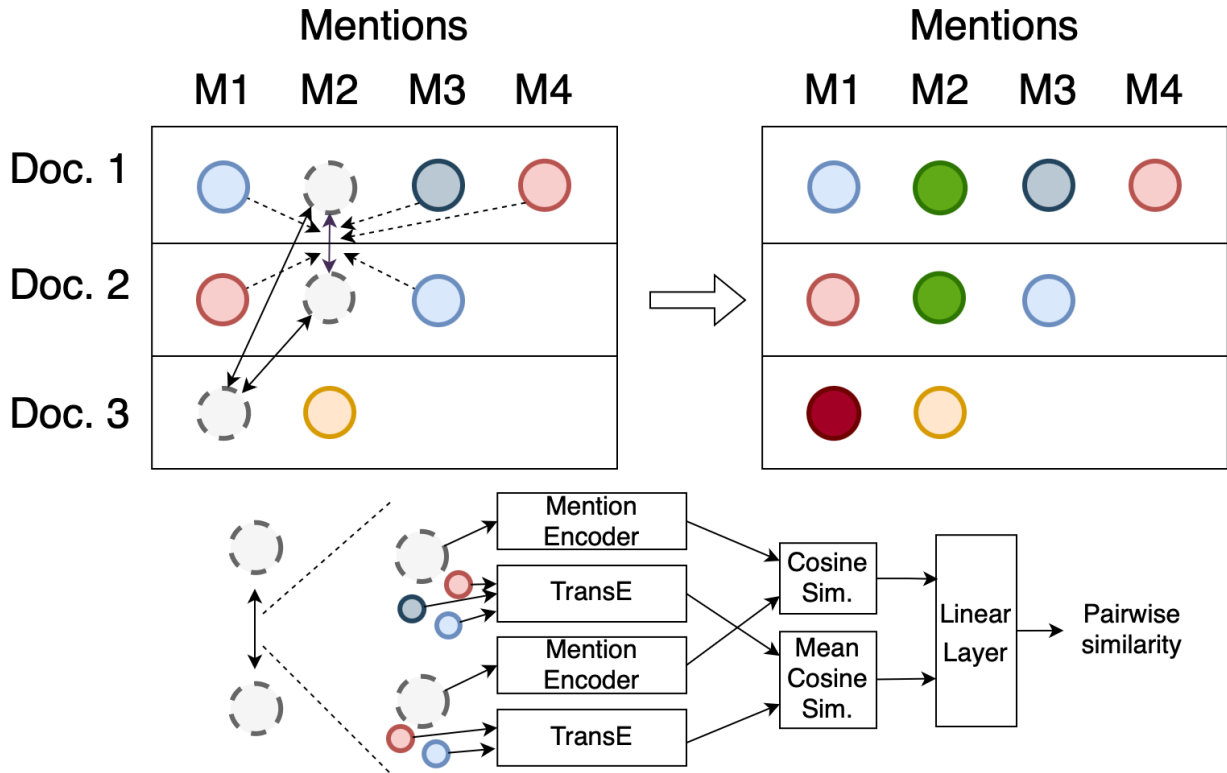 Mentions
Mentions
M1 M2 M3 M4
M1 M2 M3 M4
Doc. 1
Doc. 2
Doc. 3
Mention
Encoder
TransE
Mention
Encoder
TransE
Cosine
Sim.
Mean
Cosine
Sim.
Linear
Layer
Pairwise
similarity